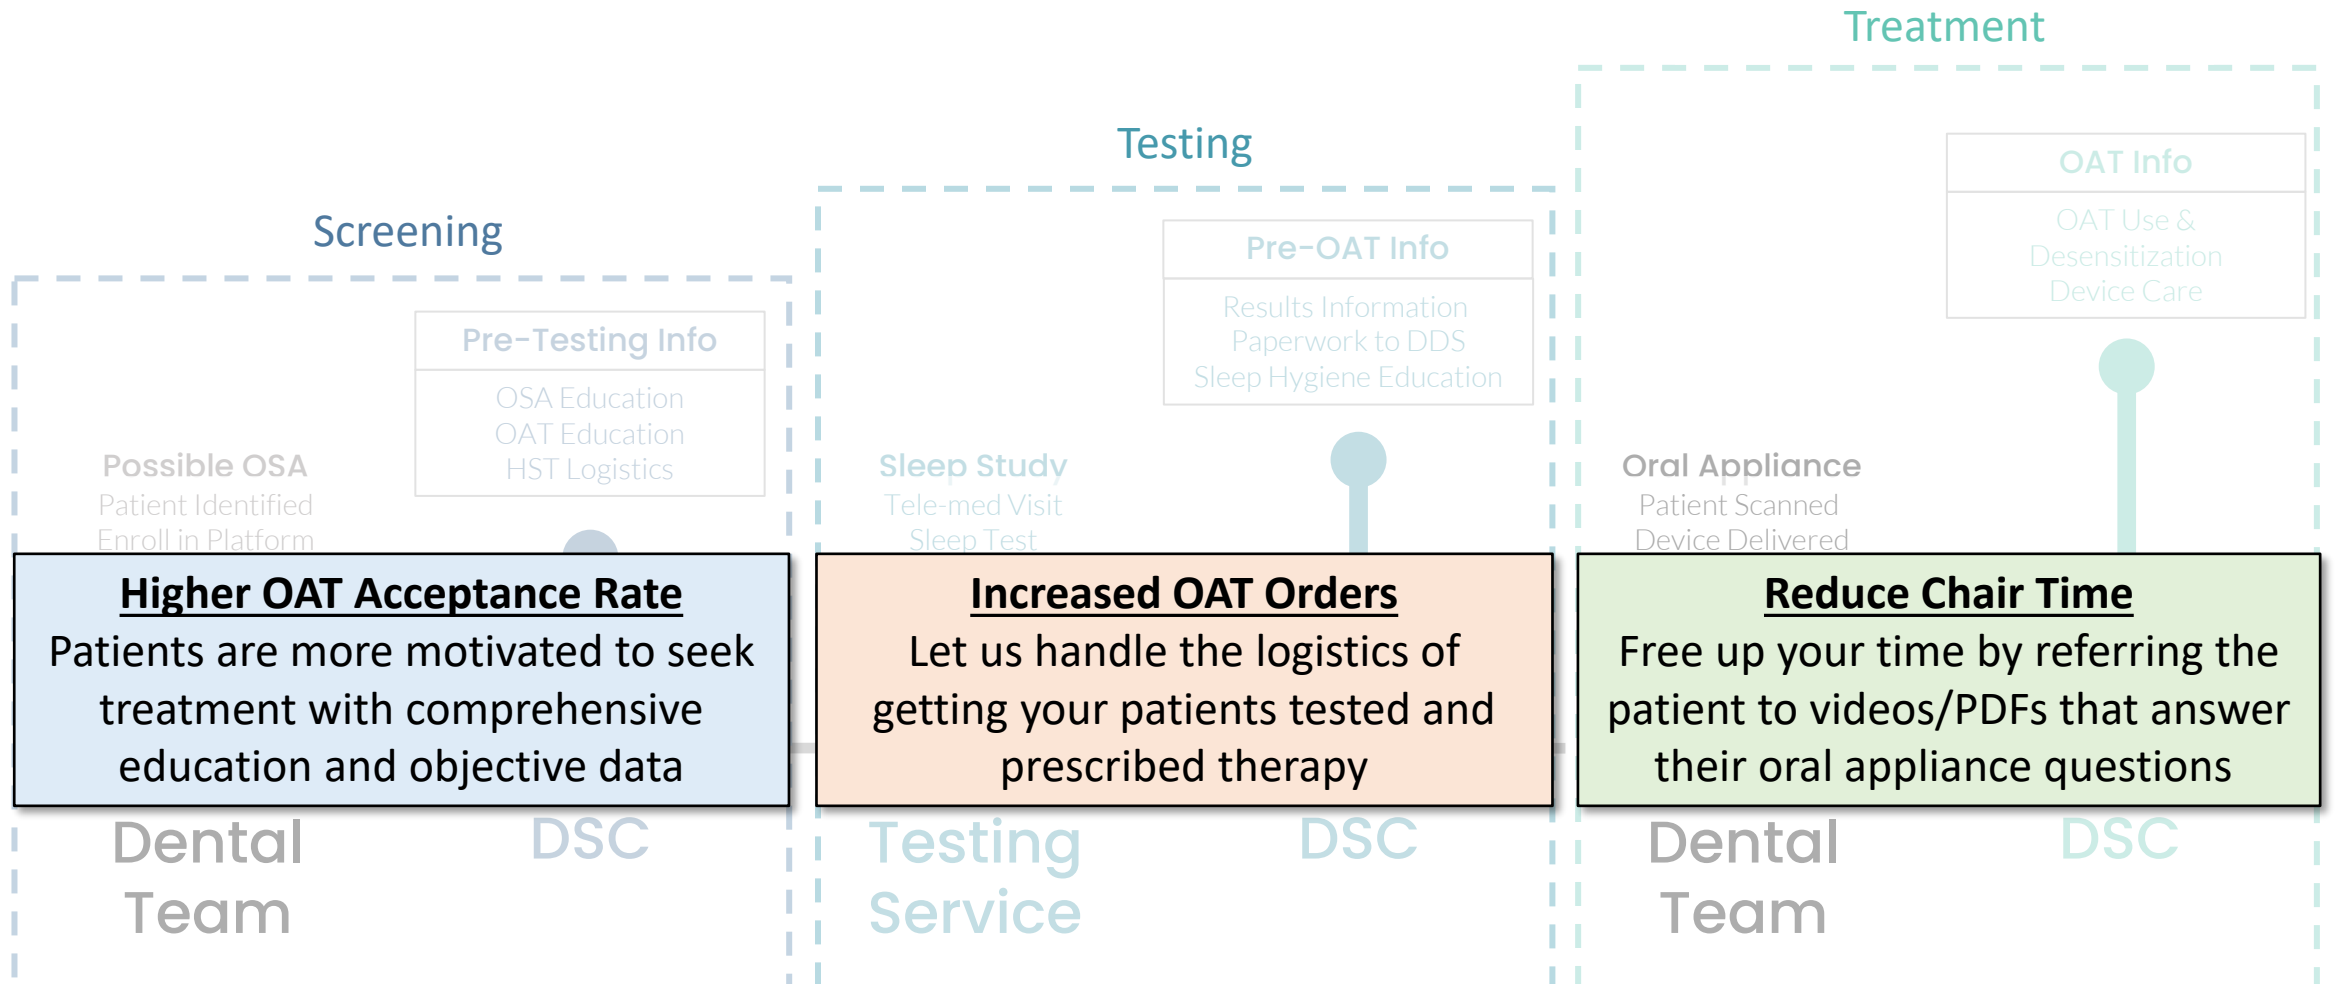 Treatment
Testing
Screening
OAT Info
OAT Use &
Desensitization
Device Care
Pre-OAT Info
Results Information
Paperwork to DDS
Sleep Hygiene Education
Pre-Testing Info
OSA Education
OAT Education
HST Logistics
Possible OSA
Patient Identified
Enroll in Platform
Sleep Study
Tele-med Visit
Sleep Test
Oral Appliance
Patient Scanned
Device Delivered
Higher OAT Acceptance Rate
Patients are more motivated to seek
treatment with comprehensive
education and objective data
Increased OAT Orders
Let us handle the logistics of
getting your patients tested and
prescribed therapy
Reduce Chair Time
Free up your time by referring the
patient to videos/PDFs that answer
their oral appliance questions
Dental
Team
DSC
Testing
Service
DSC
Dental
Team
DSC